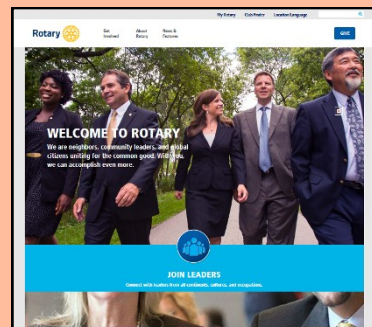 My Rotary Club Finder Location/Language
Rotary
Get Involved
About Rotary
News & Features
GIVE
WELCOME TO ROTARY
We are neighbors, community leaders, and global
citizens uniting for the common good. With you,
we can accomplish even more.
JOIN LEADERS
Connect with leaders from all continents, cultures, and occupations.